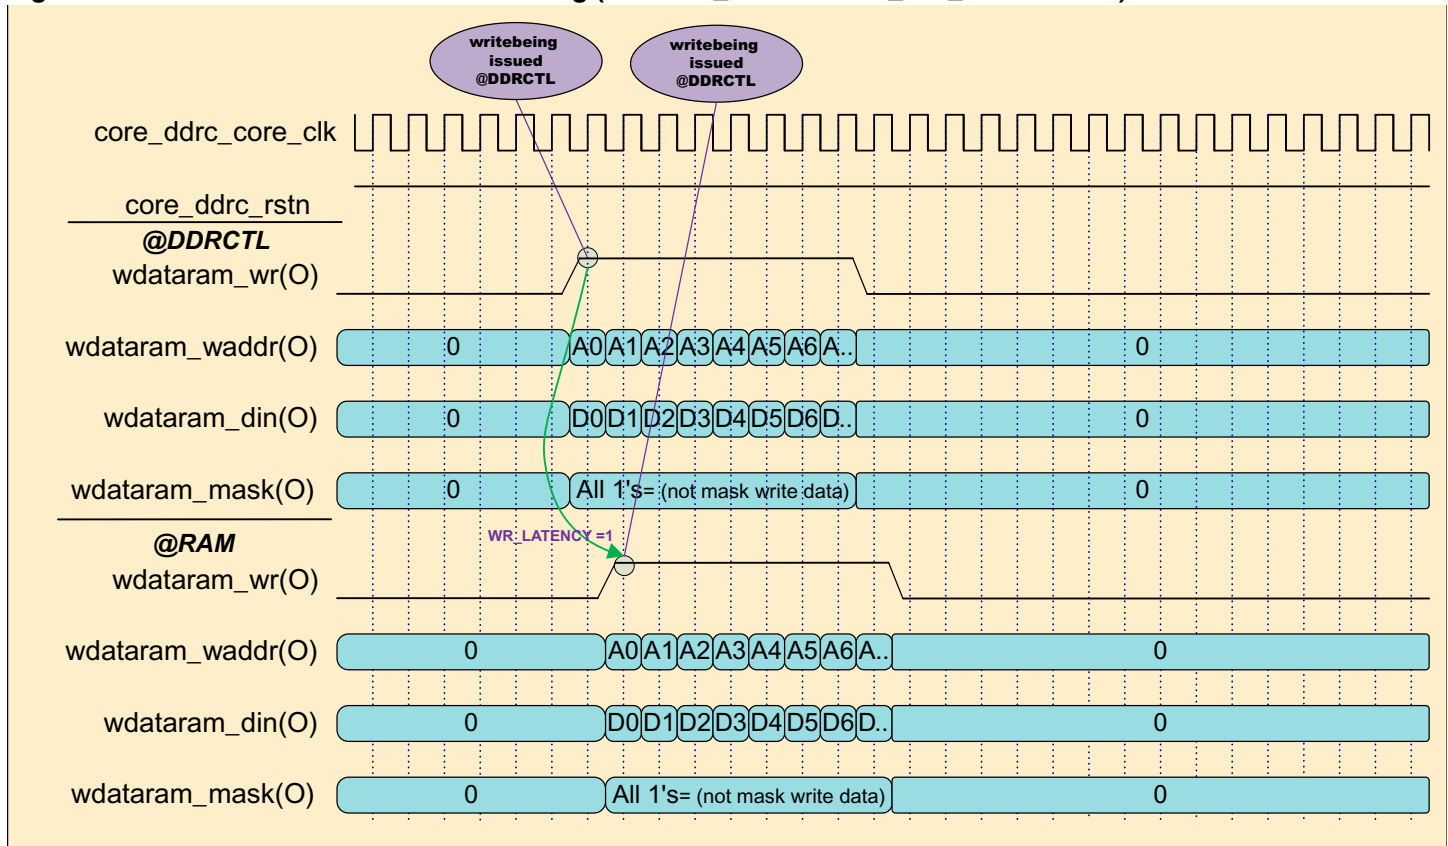 writebeing
issued
@DDRCTL
writebeing
issued
@DDRCTL
core_ddrc_core_clk
core_ddrc_rstn
@DDRCTL
wdataram_wr(O)
wdataram_waddr(O) 0 A0 A1 A2 A3 A4 A5 A6 A.. 0
wdataram_din(O) 0 D0 D1 D2 D3 D4 D5 D6 D.. 0
wdataram_mask(O) 0 All 1's= (not mask write data) 0
WR_LATENCY =1
@RAM
wdataram_wr(O)
wdataram_waddr(O) 0 A0 A1 A2 A3 A4 A5 A6 A.. 0
wdataram_din(O) 0 D0 D1 D2 D3 D4 D5 D6 D.. 0
wdataram_mask(O) 0 All 1's= (not mask write data) 0